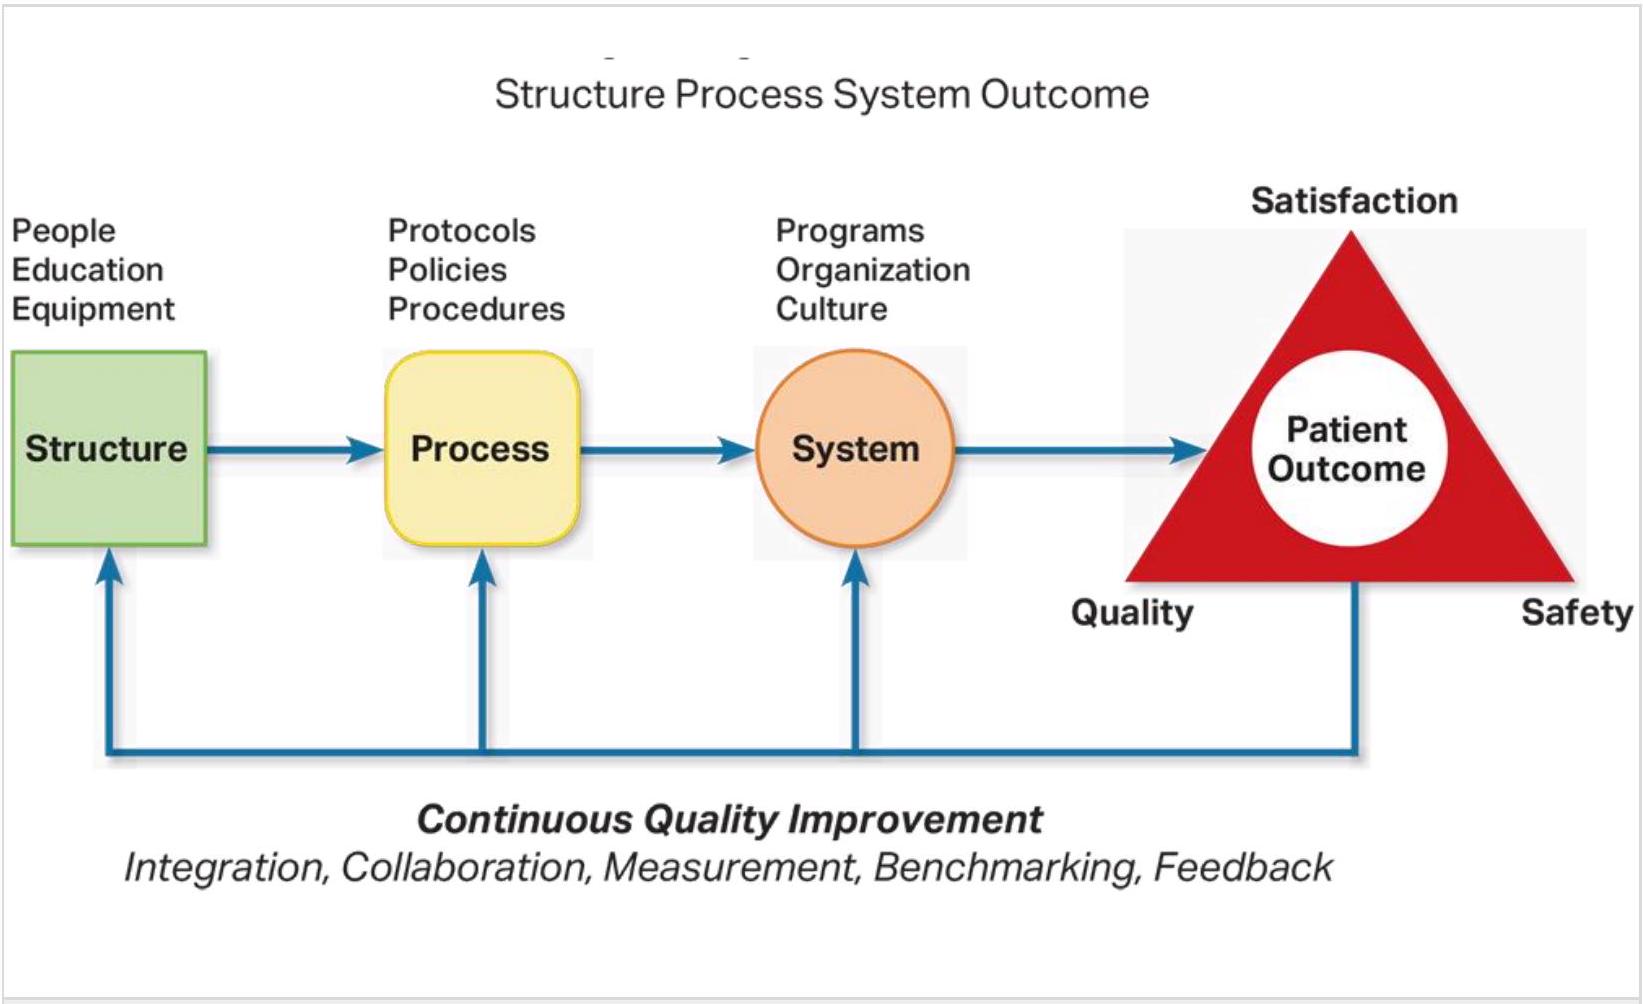 Structure Process System Outcome
People
Education
Equipment
Structure
Protocols
Policies
Procedures
Process
Programs
Organization
Culture
System
Satisfaction
Patient
Outcome
Quality
Safety
Continuous Quality Improvement
Integration, Collaboration, Measurement, Benchmarking, Feedback